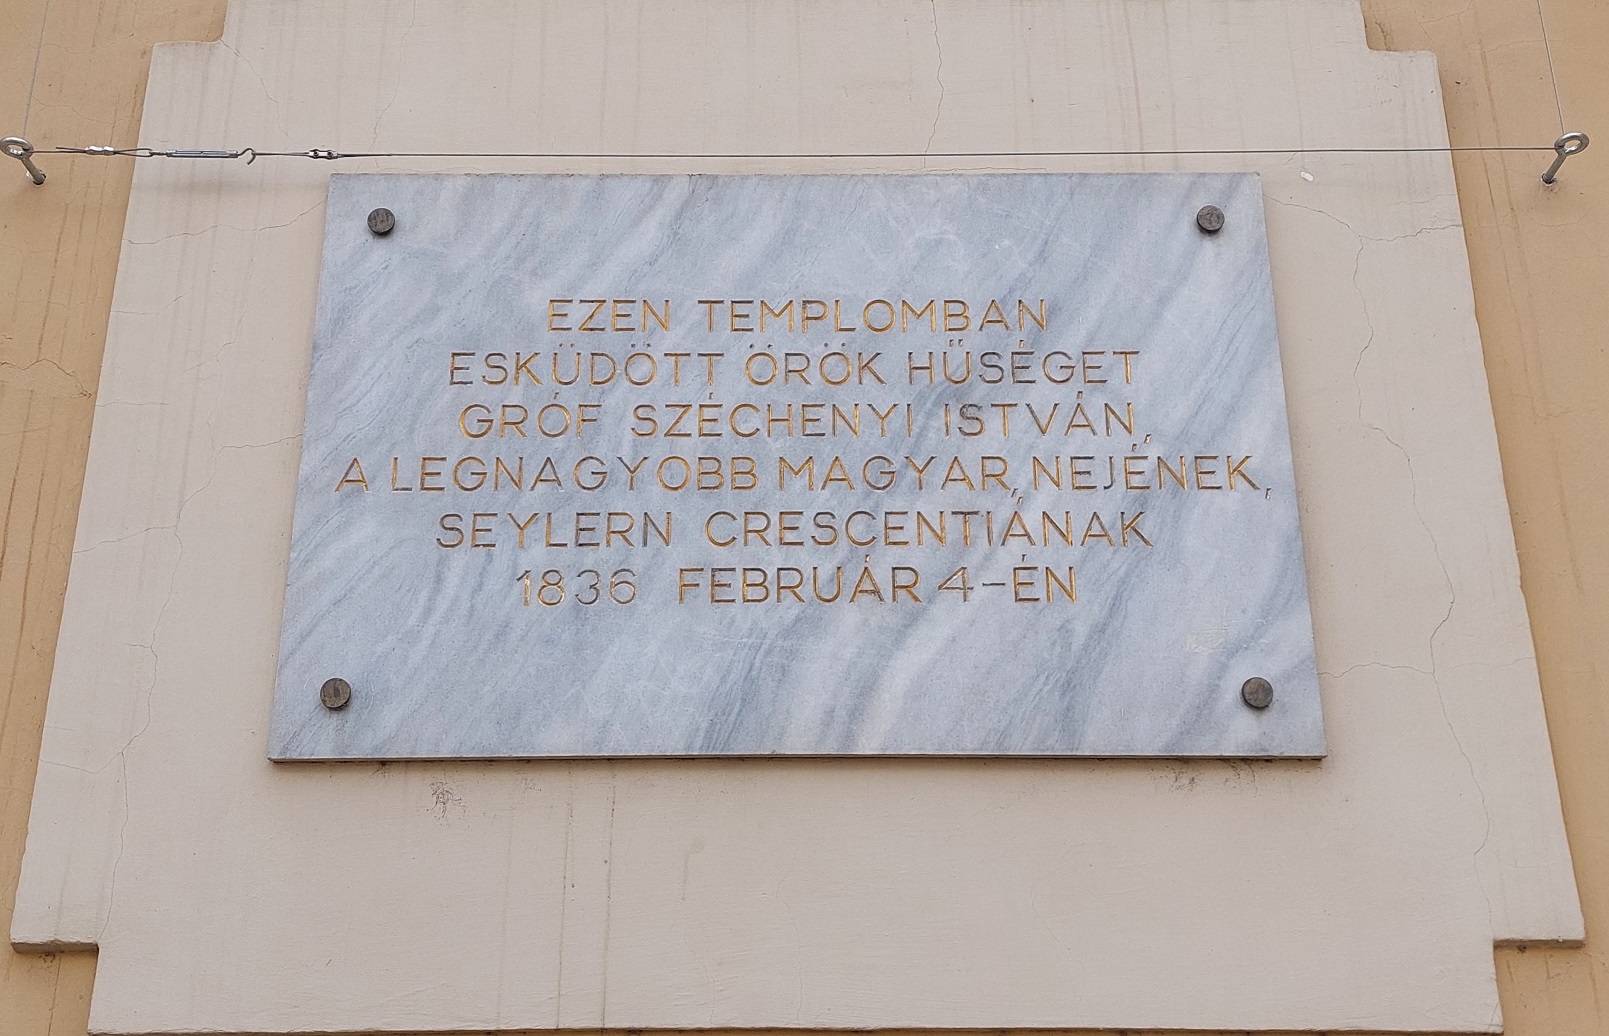 EZEN TEMPLOMBAN
ESKÜDÖTT ÖRÖK HŰSÉGET
GRÓF SZÉCHENYI ISTVÁN,
A LEGNAGYOBB MAGYAR, NEJÉNEK,
SEYLERN CRESCENTIÁNAK
1836 FEBRUÁR 4-ÉN